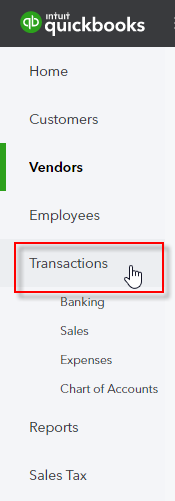 intuit
quickbooks
Home
Customers
Vendors
Employees
Transactions
Banking
Sales
Expenses
Chart of Accounts
Reports
Sales Tax